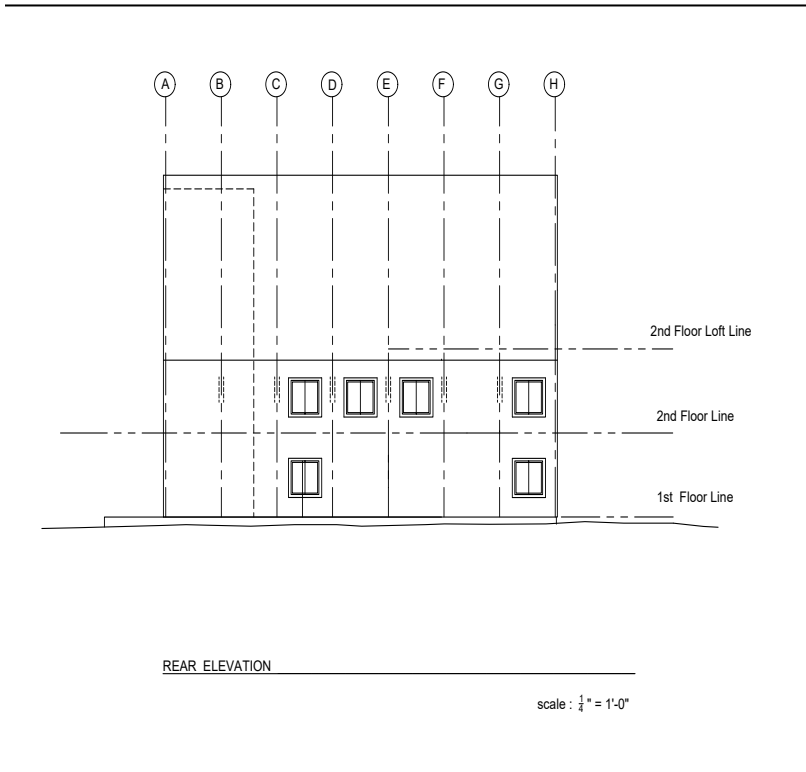 A B C D E F G H
2nd Floor Loft Line
2nd Floor Line
1st Floor Line
REAR ELEVATION
scale : 1/4 " = 1'-0"